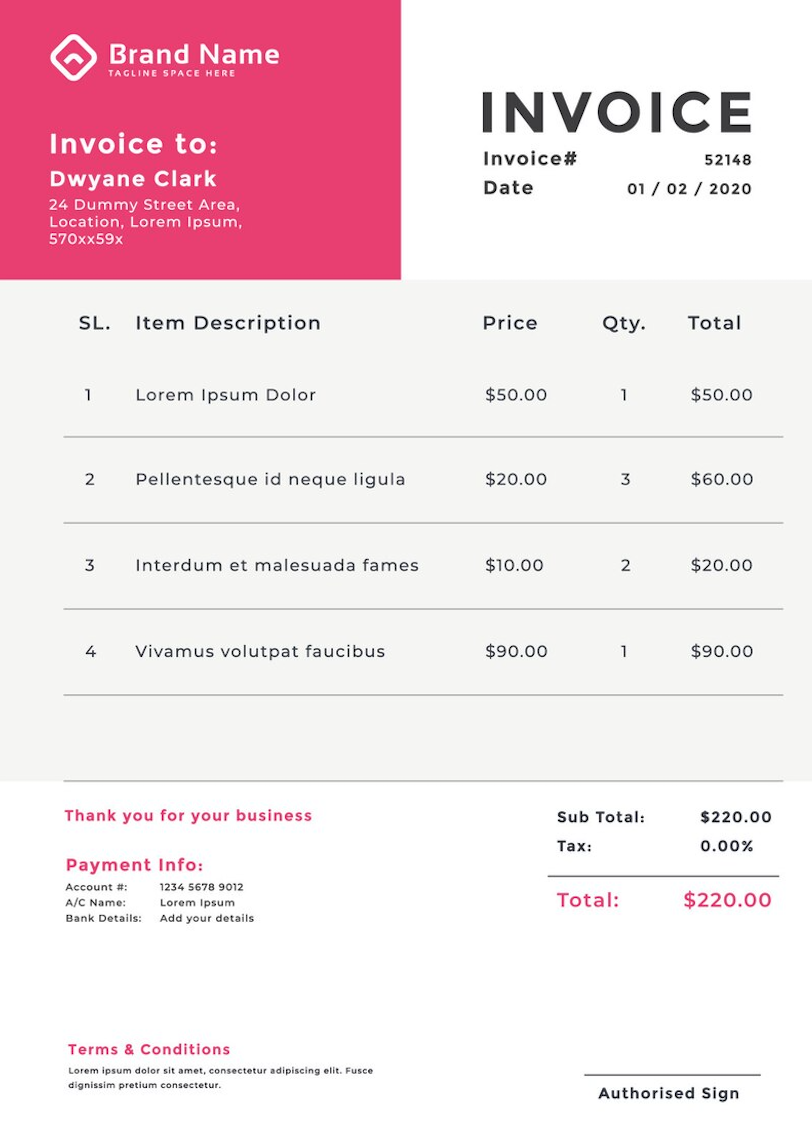 Brand Name
TAGLINE SPACE HERE
Invoice to:
Dwyane Clark
24 Dummy Street Area,
Location, Lorem Ipsum,
570xx59x
INVOICE
Invoice# 52148
Date 01 / 02 / 2020
SL. Item Description Price Qty. Total
1 Lorem Ipsum Dolor $50.00 1 $50.00
2 Pellentesque id neque ligula $20.00 3 $60.00
3 Interdum et malesuada fames $10.00 2 $20.00
4 Vivamus volutpat faucibus $90.00 1 $90.00
Thank you for your business
Sub Total: $220.00
Tax: 0.00%
Total: $220.00
Payment Info:
Account #: 1234 5678 9012
A/C Name: Lorem Ipsum
Bank Details: Add your details
Terms & Conditions
Lorem ipsum dolor sit amet, consectetur adipiscing elit. Fusce
dignissim pretium consectetur.
Authorised Sign